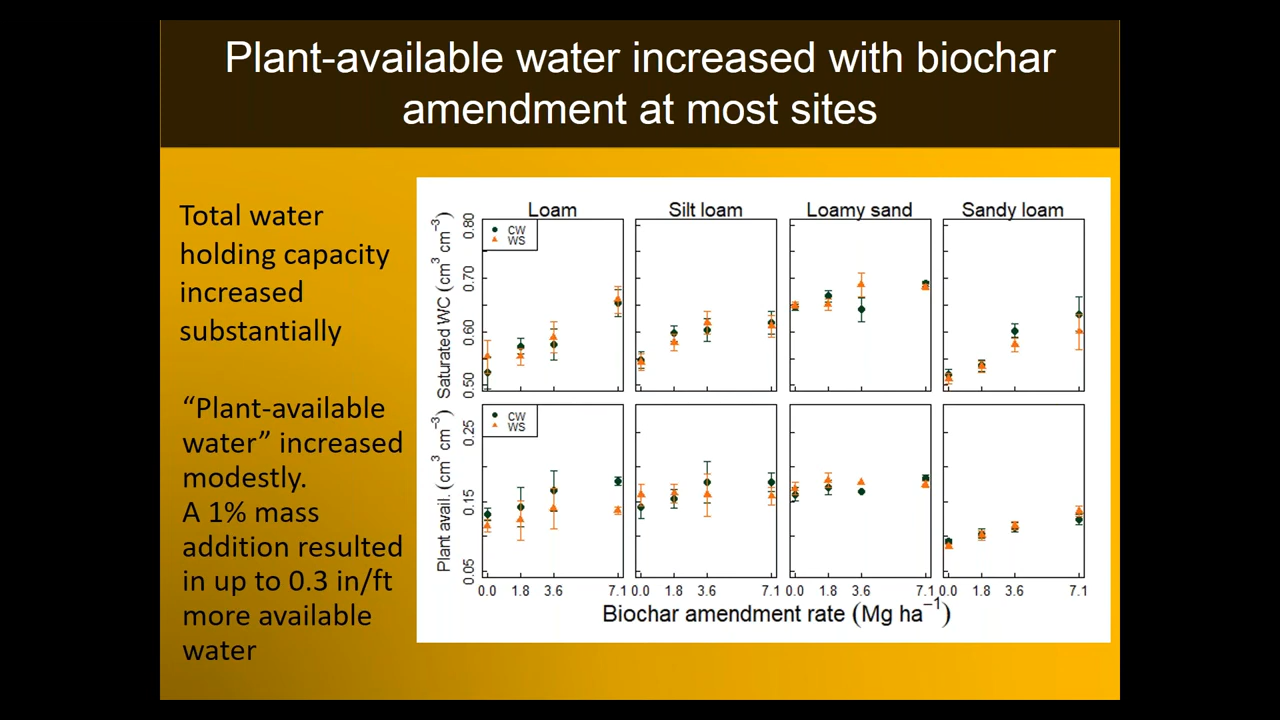 Plant-available water increased with biochar
amendment at most sites
Total water
holding capacity
increased
substantially
“Plant-available
water” increased
modestly.
A 1% mass
addition resulted
in up to 0.3 in/ft
more available
water
Loam
Silt loam
Loamy sand
Sandy loam
Saturated WC (cm³ cm⁻³)
0.80
0.70
0.60
0.50
CW
WS
Plant avail. (cm³ cm⁻³)
0.25
0.15
0.05
CW
WS
0.0 1.8 3.6 7.1
0.0 1.8 3.6 7.1
0.0 1.8 3.6 7.1
0.0 1.8 3.6 7.1
Biochar amendment rate (Mg ha⁻¹)